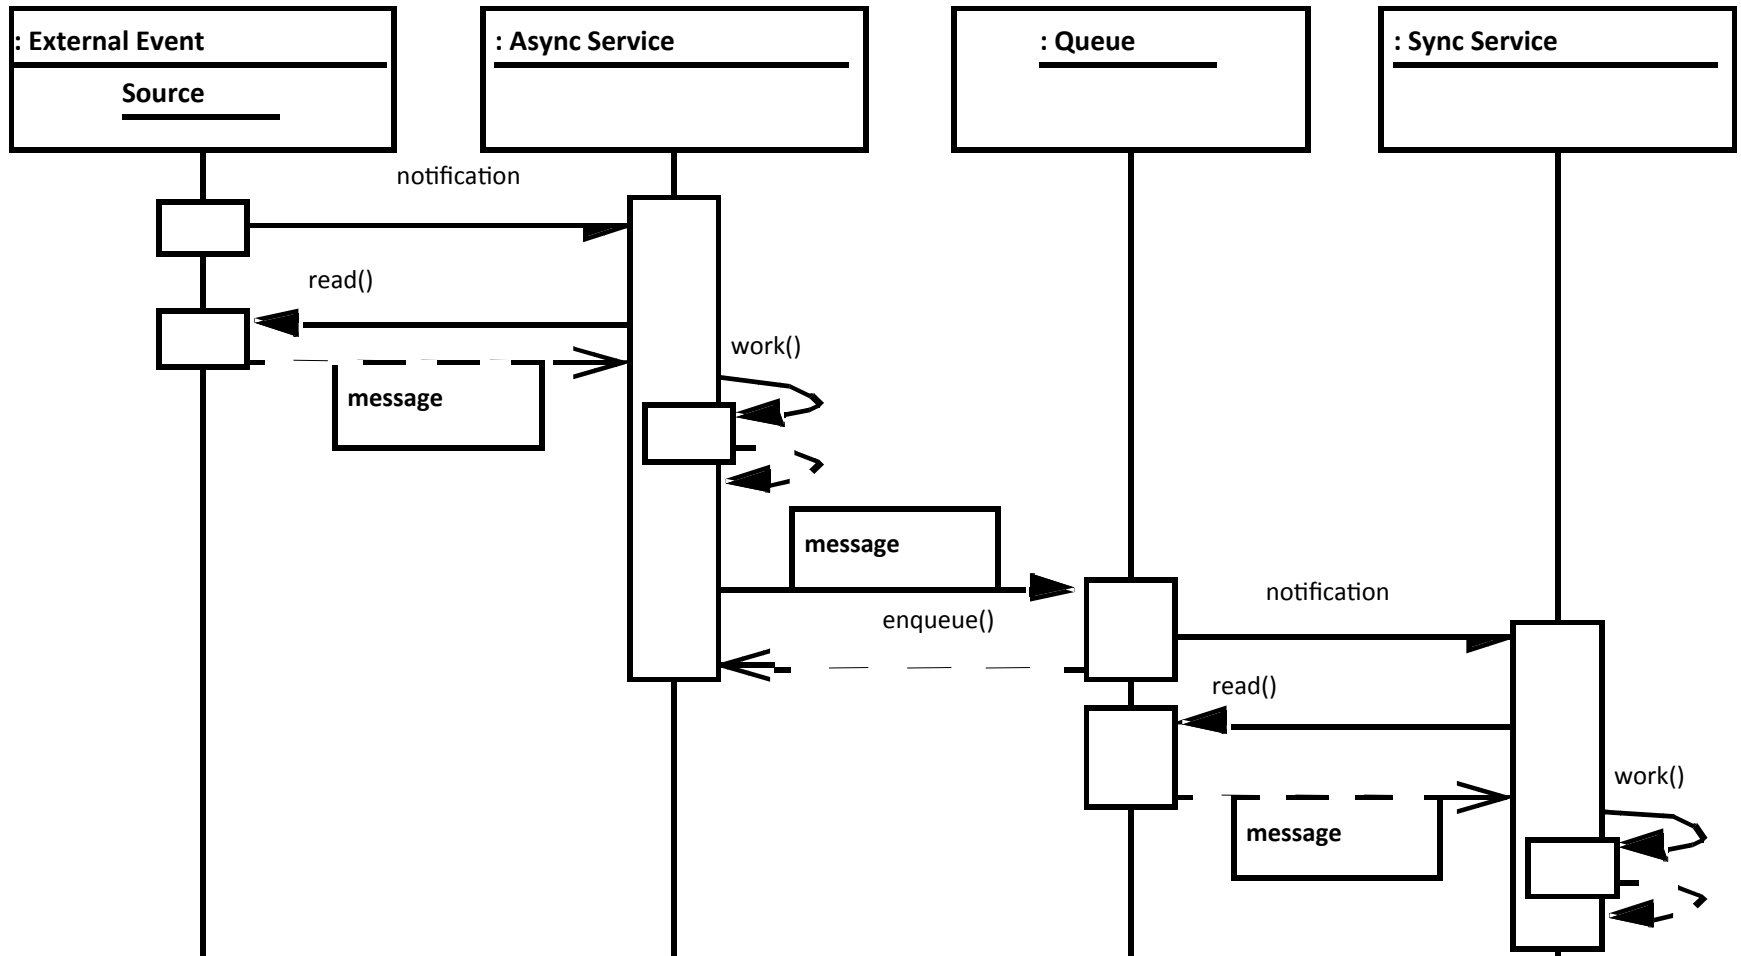 : External Event
Source
: Async Service
: Queue
: Sync Service
notification
read()
work()
message
message
enqueue()
notification
read()
work()
message